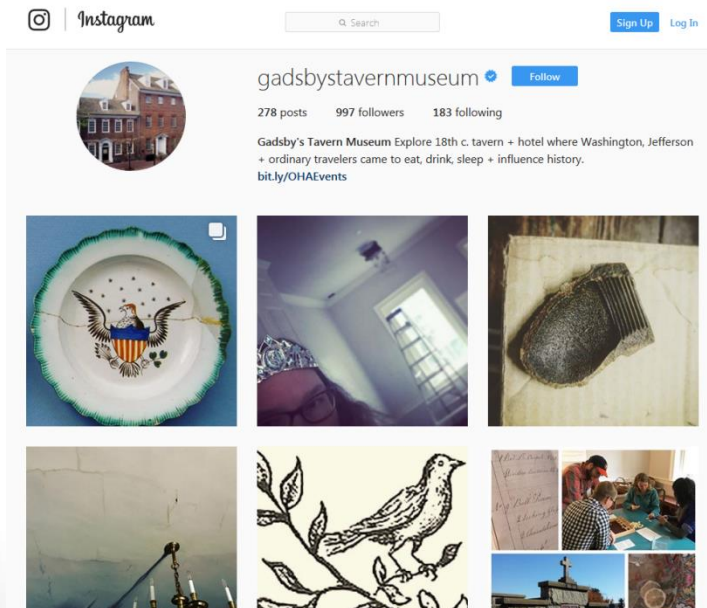 Instagram
Search
Sign Up Log In
gadsbystavernmuseum Follow
278 posts 997 followers 183 following
Gadsby's Tavern Museum Explore 18th c. tavern + hotel where Washington, Jefferson
+ ordinary travelers came to eat, drink, sleep + influence history.
bit.ly/OHAEvents